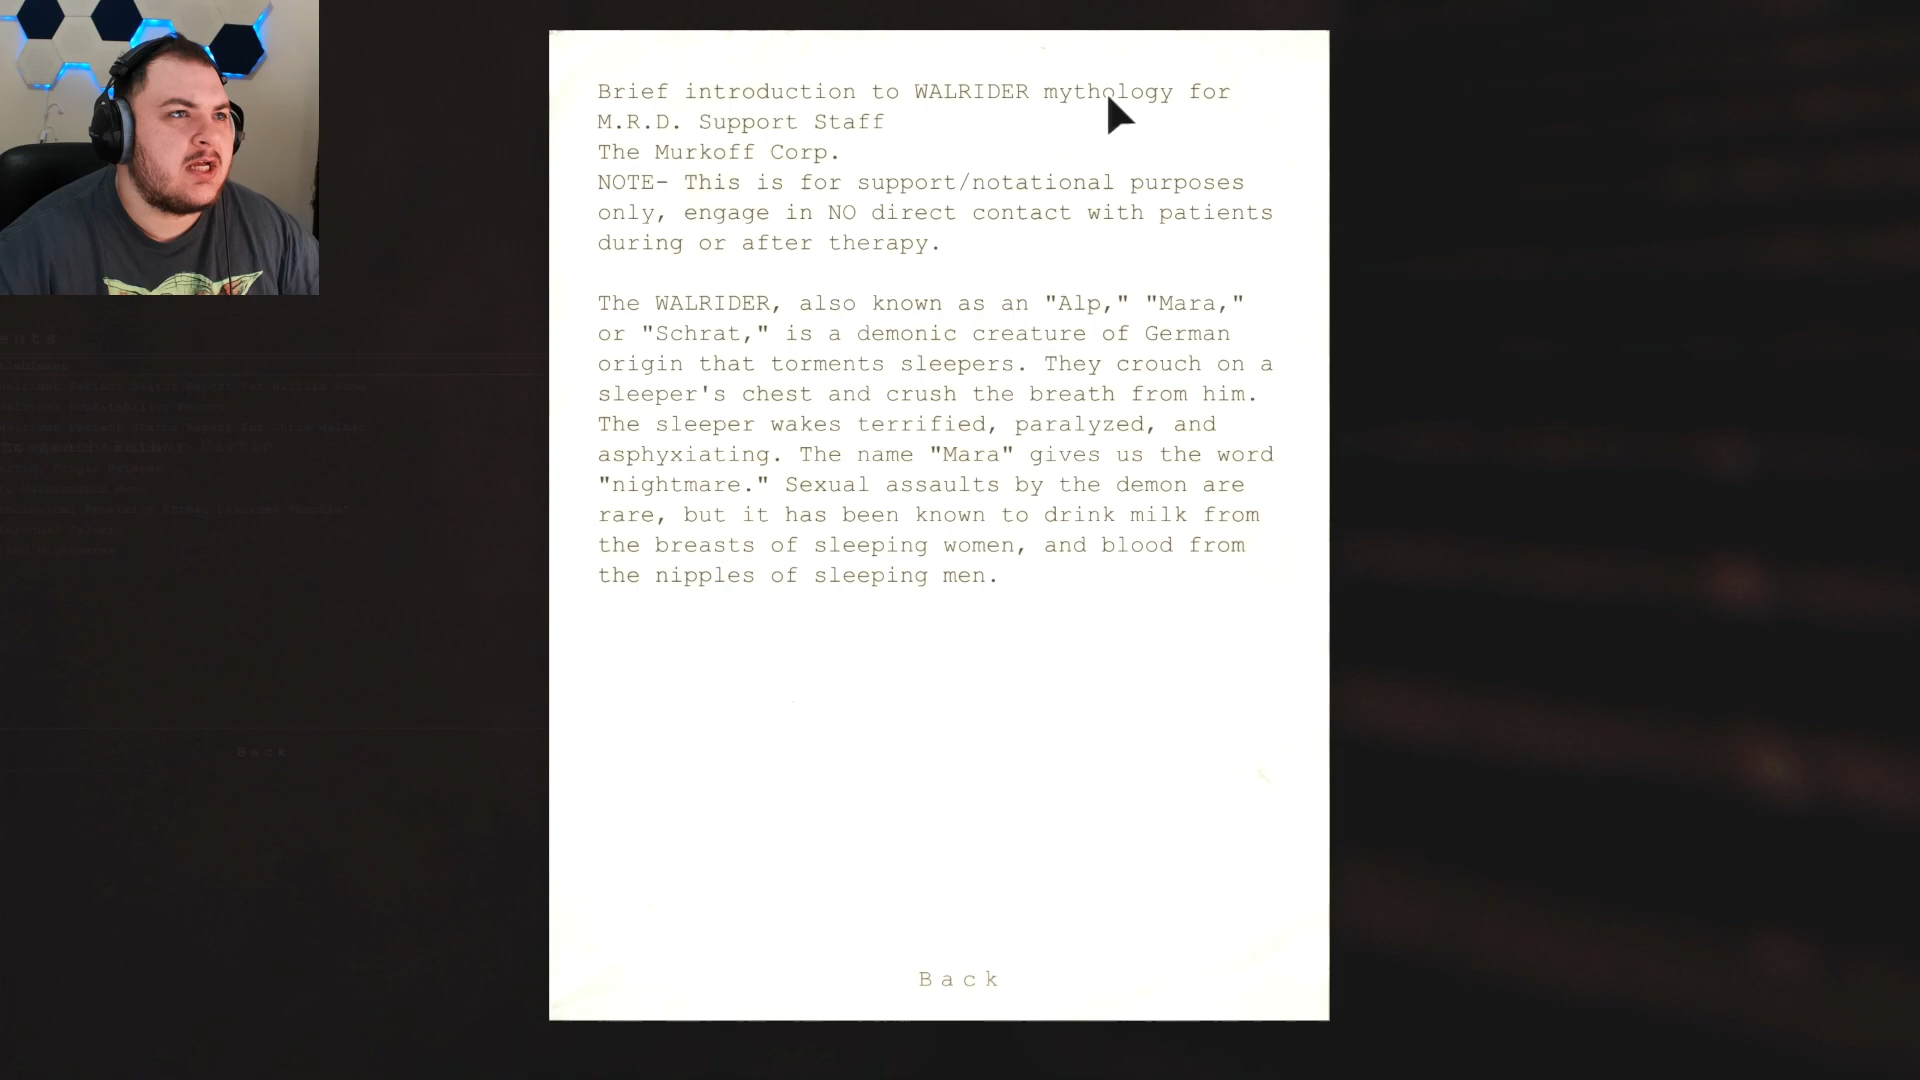 Brief introduction to WALRIDER mythology for
M.R.D. Support Staff
The Murkoff Corp.
NOTE- This is for support/notational purposes
only, engage in NO direct contact with patients
during or after therapy.
The WALRIDER, also known as an "Alp," "Mara,"
or "Schrat," is a demonic creature of German
origin that torments sleepers. They crouch on a
sleeper's chest and crush the breath from him.
The sleeper wakes terrified, paralyzed, and
asphyxiating. The name "Mara" gives us the word
"nightmare." Sexual assaults by the demon are
rare, but it has been known to drink milk from
the breasts of sleeping women, and blood from
the nipples of sleeping men.
Back
ents
Back